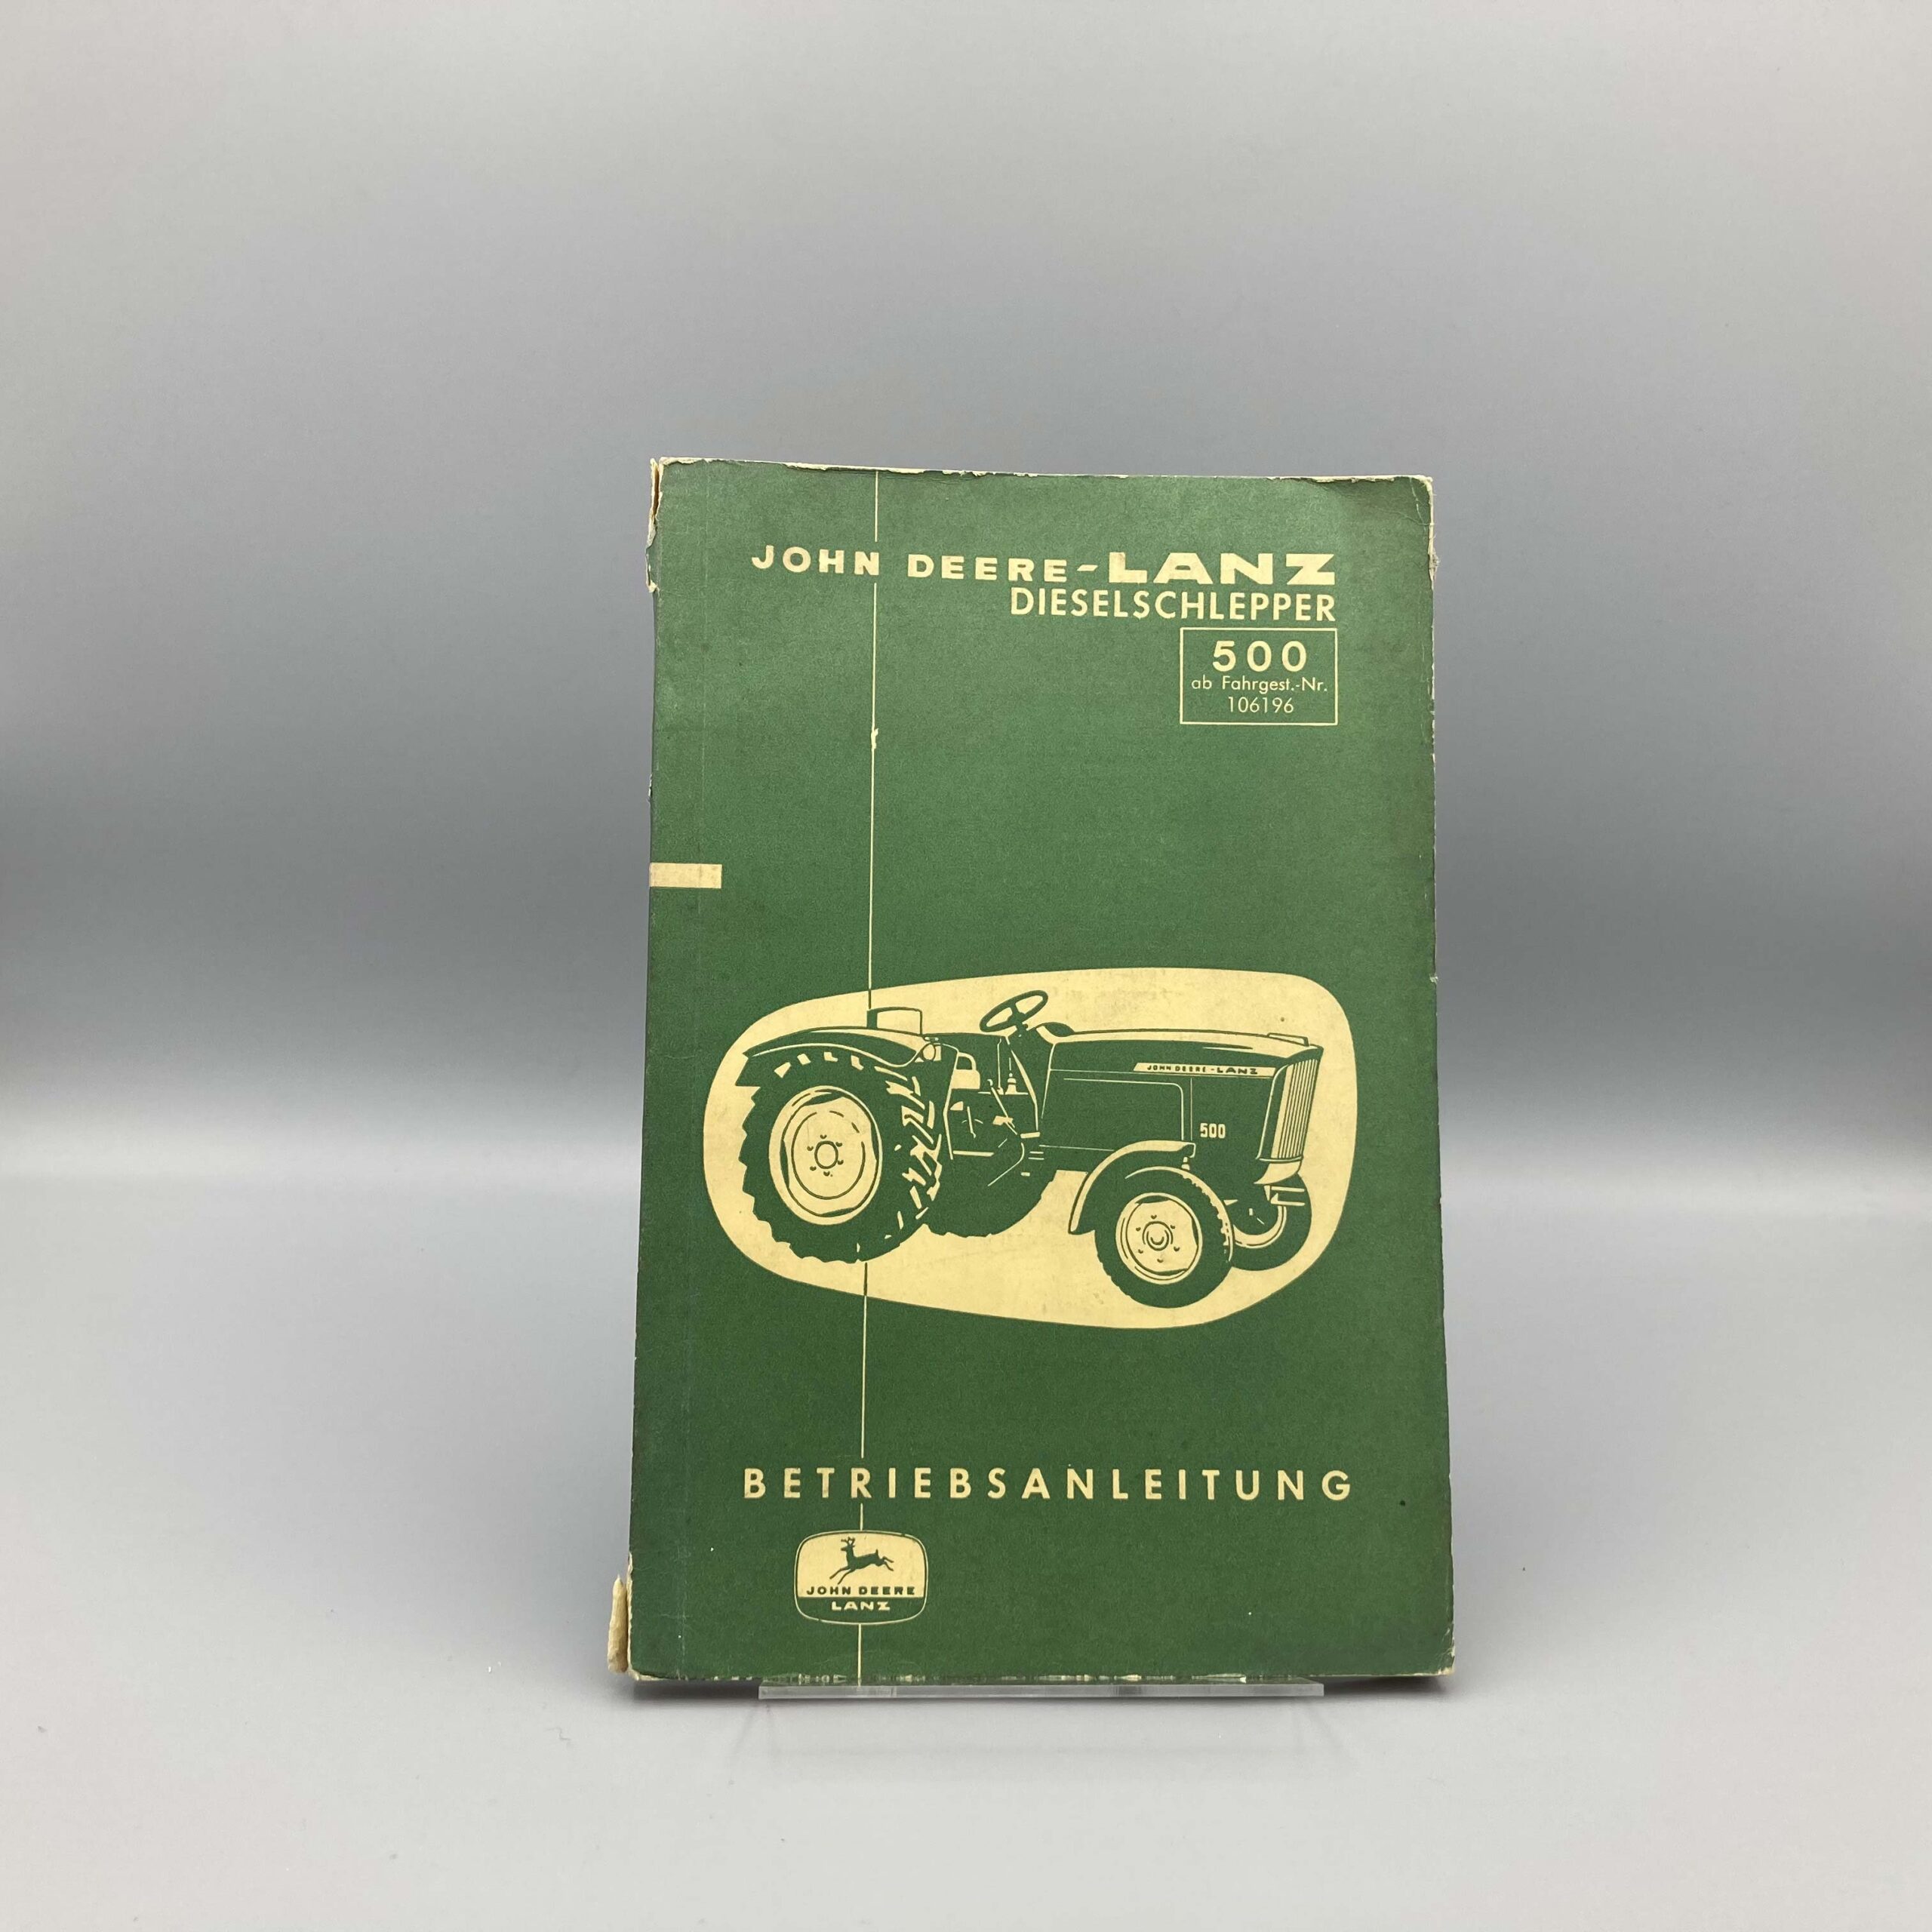 JOHN DEERE-LANZ
DIESELSCHLEPPER
500
ab Fahrgest.-Nr.
106196
JOHN DEERE-LANZ
500
BETRIEBSANLEITUNG
JOHN DEERE
LANZ